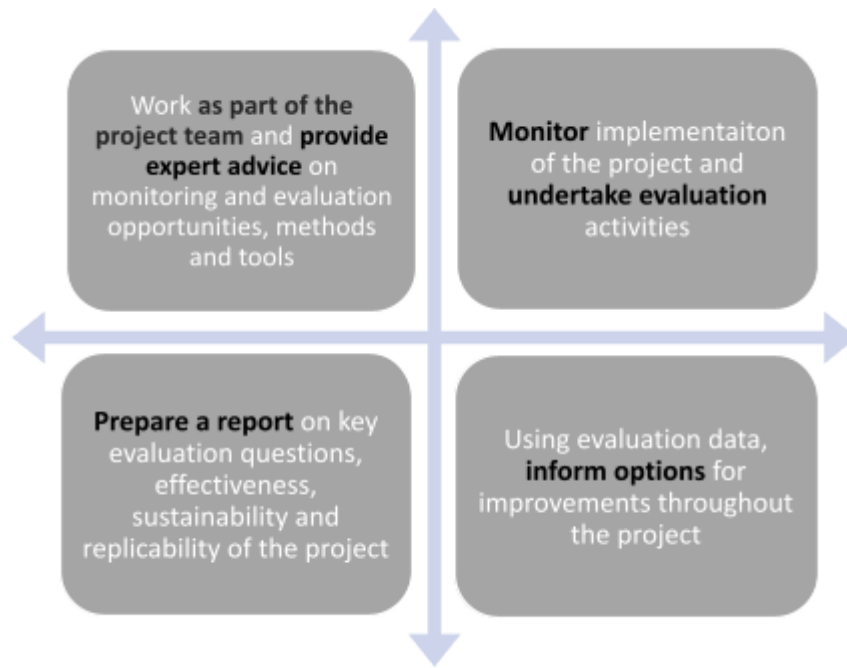 Work as part of the
project team and provide
expert advice on
monitoring and evaluation
opportunities, methods
and tools
Monitor implementaiton
of the project and
undertake evaluation
activities
Prepare a report on key
evaluation questions,
effectiveness,
sustainability and
replicability of the project
Using evaluation data,
inform options for
improvements throughout
the project